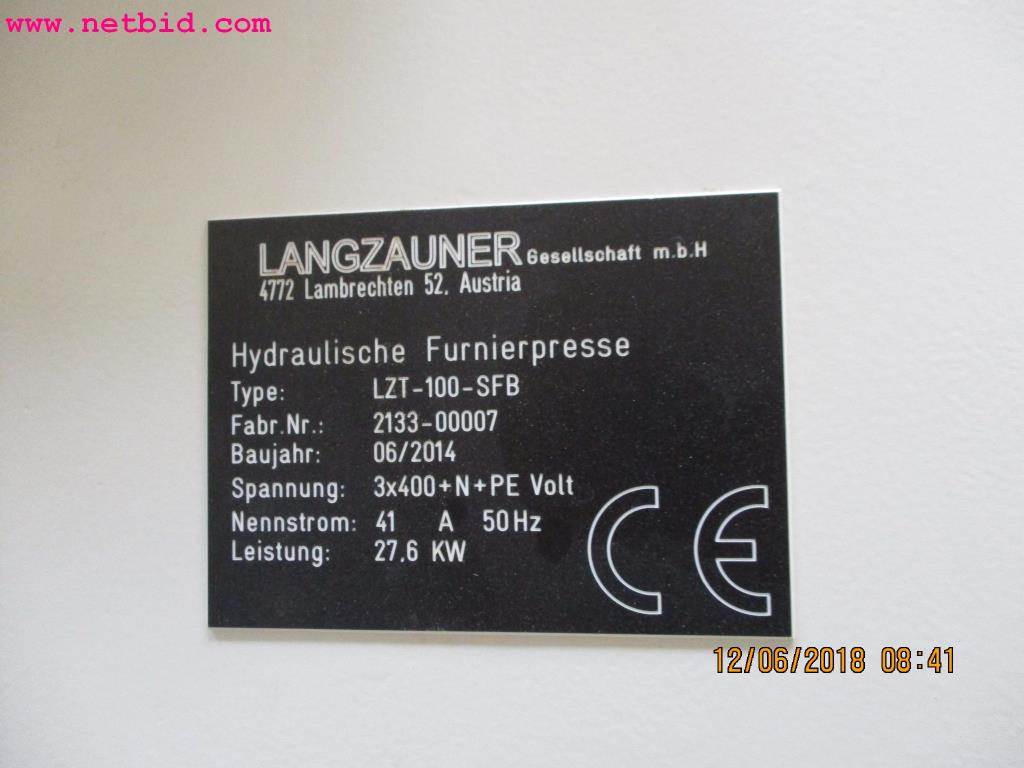 www.netbid.com
LANGZAUNER Gesellschaft m.b.H
4772 Lambrechten 52, Austria
Hydraulische Furnierpresse
Type: LZT-100-SFB
Fabr.Nr.: 2133-00007
Baujahr: 06/2014
Spannung: 3x400+N+PE Volt
Nennstrom: 41 A 50Hz
Leistung: 27,6 KW
CE
12/06/2018 08:41